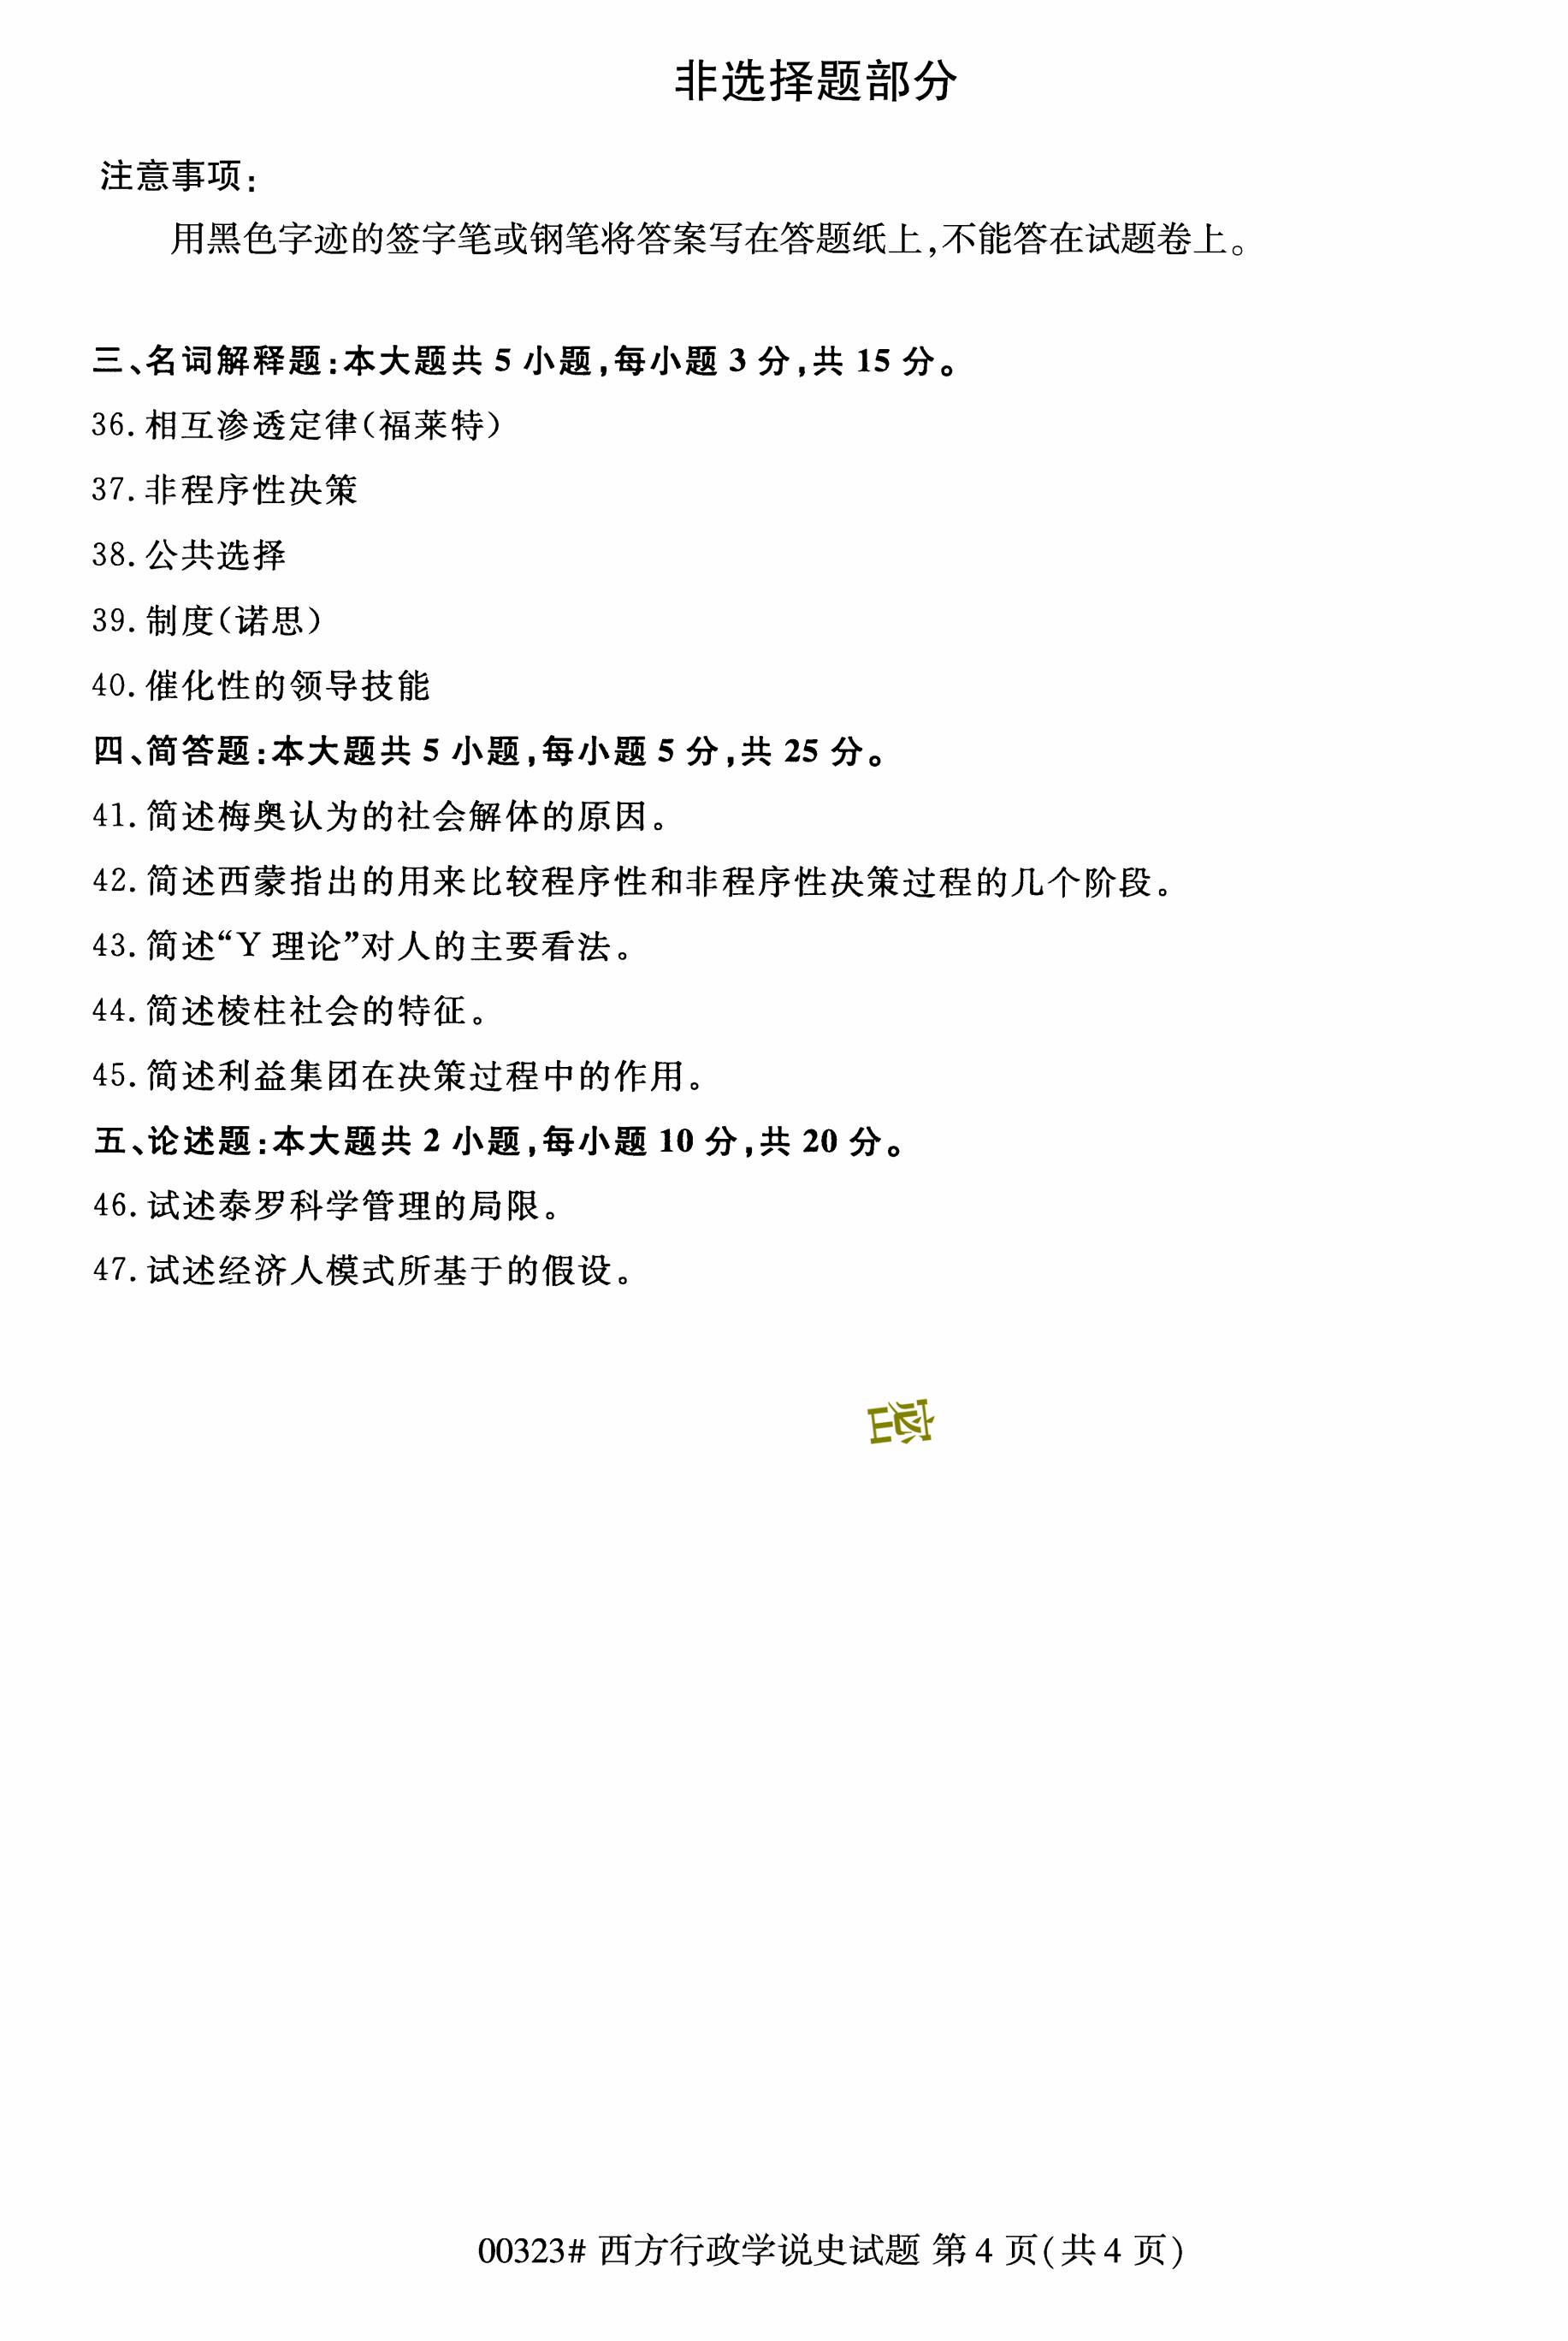 非选择题部分
注意事项:
用黑色字迹的签字笔或钢笔将答案写在答题纸上,不能答在试题卷上。
三、名词解释题:本大题共 5 小题,每小题 3 分,共 15 分。
36. 相互渗透定律(福莱特)
37. 非程序性决策
38. 公共选择
39. 制度(诺思)
40. 催化性的领导技能
四、简答题:本大题共 5 小题,每小题 5 分,共 25 分。
41. 简述梅奥认为的社会解体的原因。
42. 简述西蒙指出的用来比较程序性和非程序性决策过程的几个阶段。
43. 简述“Y 理论”对人的主要看法。
44. 简述棱柱社会的特征。
45. 简述利益集团在决策过程中的作用。
五、论述题:本大题共 2 小题,每小题 10 分,共 20 分。
46. 试述泰罗科学管理的局限。
47. 试述经济人模式所基于的假设。
00323# 西方行政学说史试题 第 4 页(共 4 页)